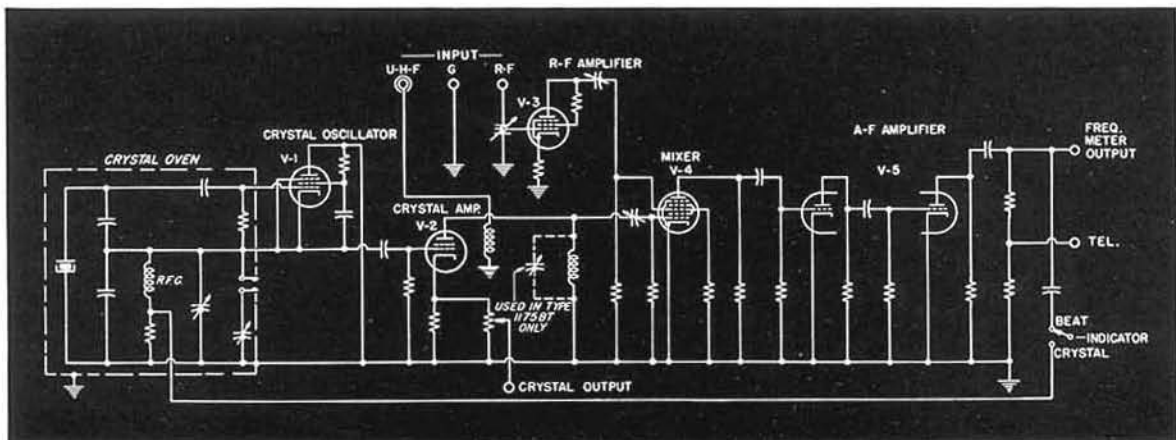 INPUT
U-H-F G R-F
R-F AMPLIFIER
V-3
CRYSTAL OSCILLATOR
V-1
CRYSTAL OVEN
A-F AMPLIFIER
V-5
FREQ.
METER
OUTPUT
MIXER
V-4
CRYSTAL AMP.
V-2
TEL.
R.F.C.
USED IN TYPE
1175BT
ONLY
BEAT
INDICATOR
CRYSTAL
CRYSTAL OUTPUT